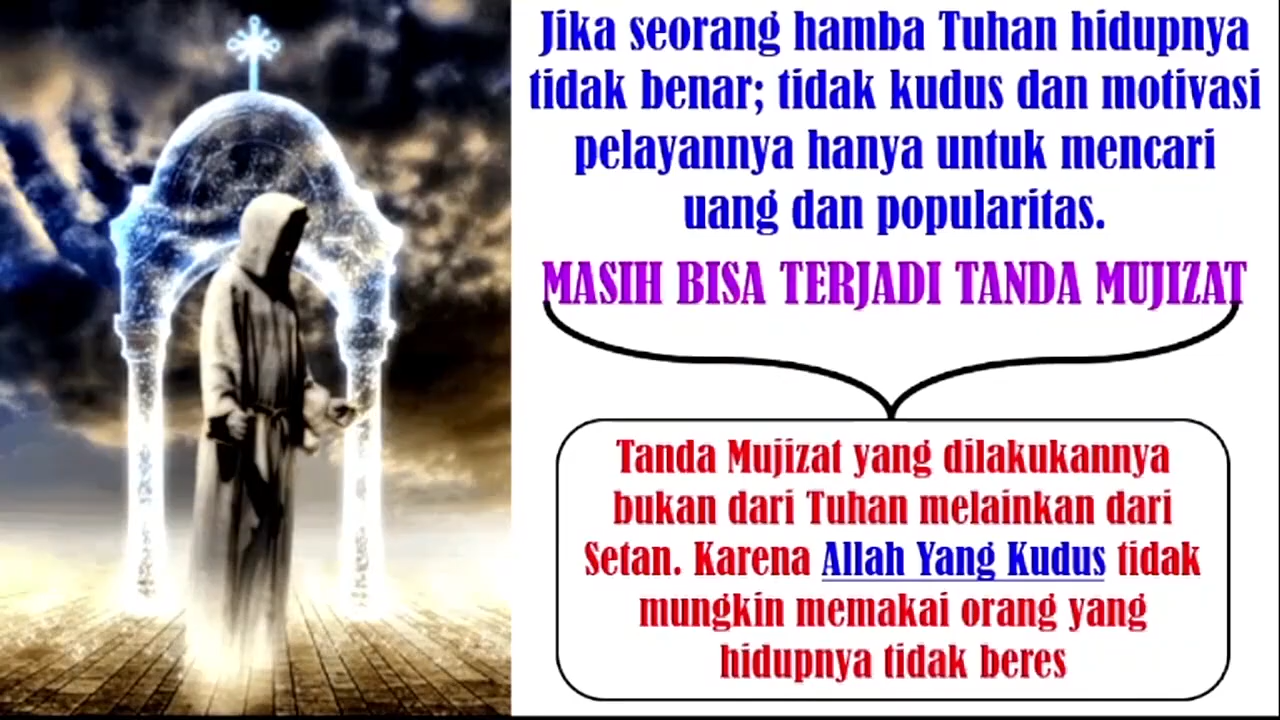 Jika seorang hamba Tuhan hidupnya
tidak benar; tidak kudus dan motivasi
pelayannya hanya untuk mencari
uang dan popularitas.
MASIH BISA TERJADI TANDA MUJIZAT
Tanda Mujizat yang dilakukannya
bukan dari Tuhan melainkan dari
Setan. Karena Allah Yang Kudus tidak
mungkin memakai orang yang
hidupnya tidak beres